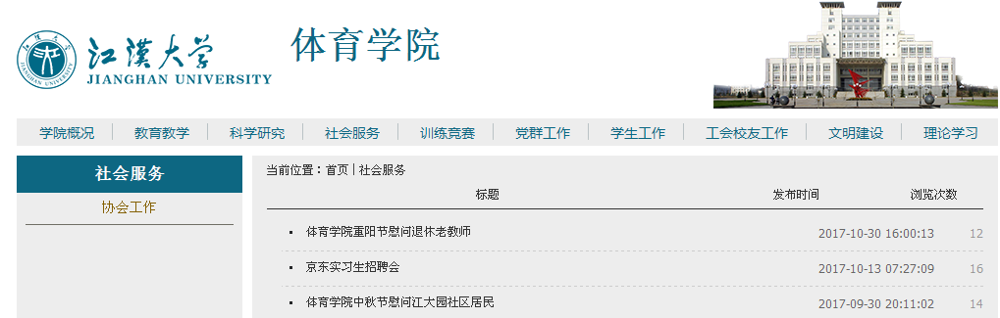 江汉大学
JIANGHAN UNIVERSITY
体育学院
学院概况 教育教学 科学研究 社会服务 训练竞赛 党群工作 学生工作 工会校友工作 文明建设 理论学习
社会服务
协会工作
当前位置：首页 | 社会服务
标题 发布时间 浏览次数
体育学院重阳节慰问退休老教师 2017-10-30 16:00:13 12
京东实习生招聘会 2017-10-13 07:27:09 16
体育学院中秋节慰问江大园社区居民 2017-09-30 20:11:02 14